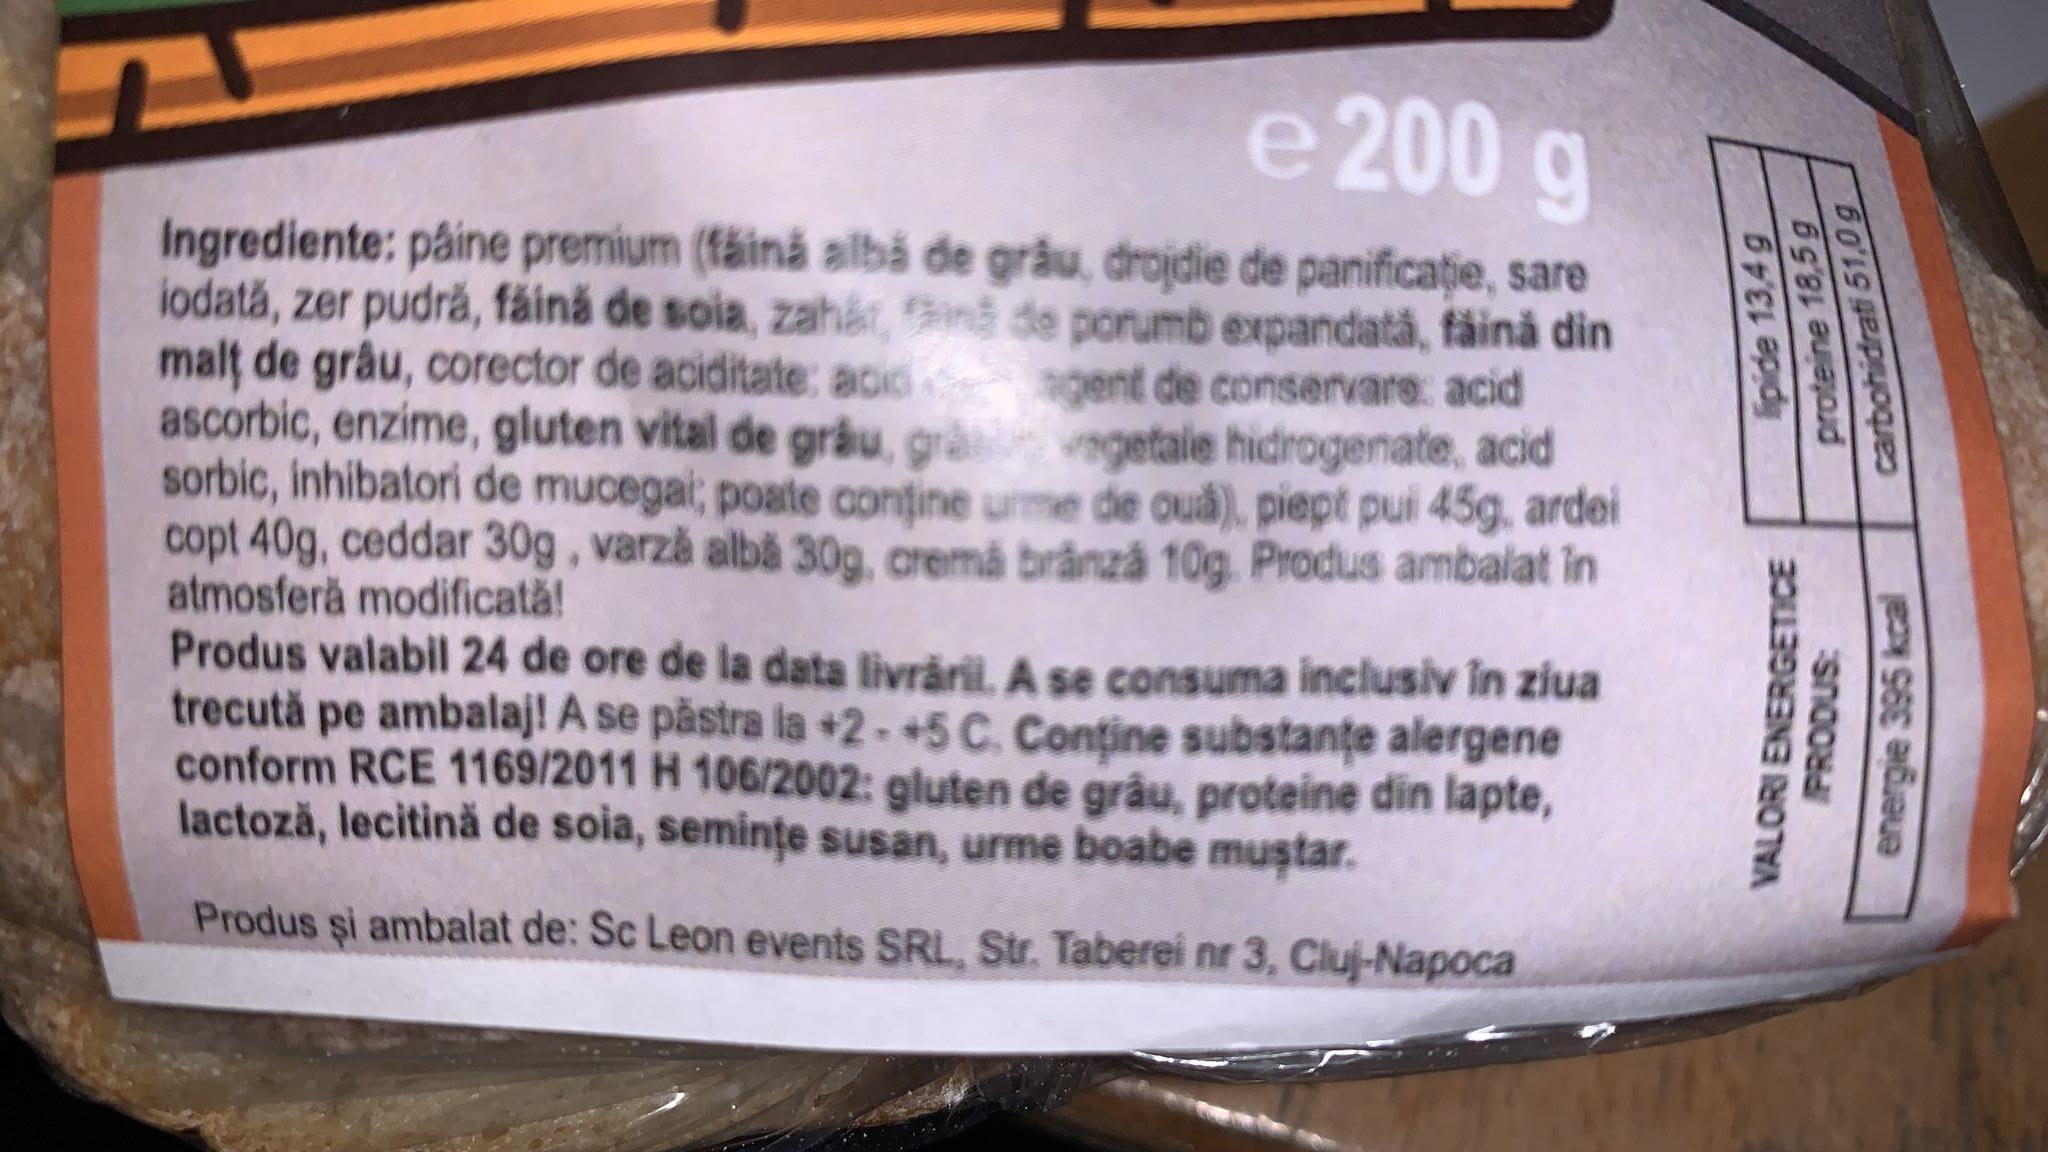 e 200 g
Ingrediente: pâine premium (făină albă de grâu, drojdie de panificație, sare
iodată, zer pudră, făină de soia, zahăr, făină de porumb expandată, făină din
malț de grâu, corector de aciditate: acid agent de conservare: acid
ascorbic, enzime, gluten vital de grâu, vegetale hidrogenate, acid
sorbic, inhibatori de mucegai; poate conține urme de ouă), piept pui 45g, ardei
copt 40g, ceddar 30g , varză albă 30g, cremă brânză 10g. Produs ambalat în
atmosferă modificată!
Produs valabil 24 de ore de la data livrării. A se consuma inclusiv în ziua
trecută pe ambalaj! A se păstra la +2 - +5 C. Conține substanțe alergene
conform RCE 1169/2011 H 106/2002: gluten de grâu, proteine din lapte,
lactoză, lecitină de soia, semințe susan, urme boabe muștar.
Produs și ambalat de: Sc Leon events SRL, Str. Taberei nr 3, Cluj-Napoca
VALORI ENERGETICE
/PRODUS:
energie 395 kcal
lipide 13,4 g
proteine 18,5 g
carbohidrati 51,0 g